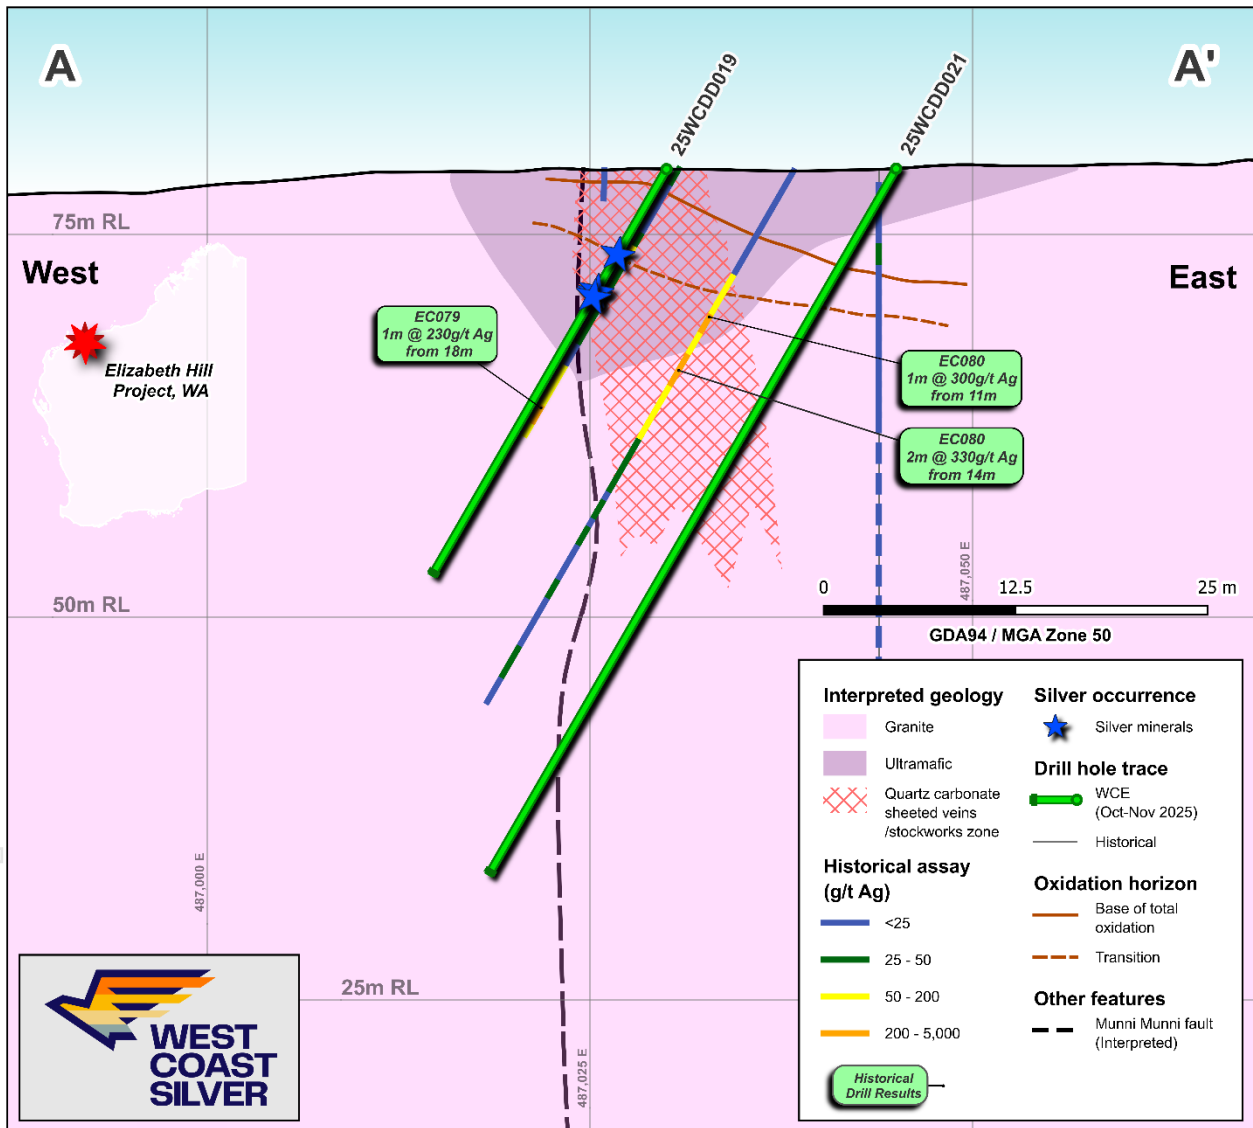 A
A'
25WCDD019
25WCDD021
75m RL
West
East
EC079
1m @ 230g/t Ag
from 18m
Elizabeth Hill
Project, WA
EC080
1m @ 300g/t Ag
from 11m
EC080
2m @ 330g/t Ag
from 14m
487,050 E
0 12.5 25 m
GDA94 / MGA Zone 50
50m RL
487,000 E
25m RL
487,025 E
Interpreted geology
Granite
Ultramafic
Quartz carbonate
sheeted veins
/stockworks zone
Historical assay
(g/t Ag)
<25
25 - 50
50 - 200
200 - 5,000
Historical
Drill Results
Silver occurrence
Silver minerals
Drill hole trace
WCE
(Oct-Nov 2025)
Historical
Oxidation horizon
Base of total
oxidation
Transition
Other features
Munni Munni fault
(Interpreted)
WEST
COAST
SILVER